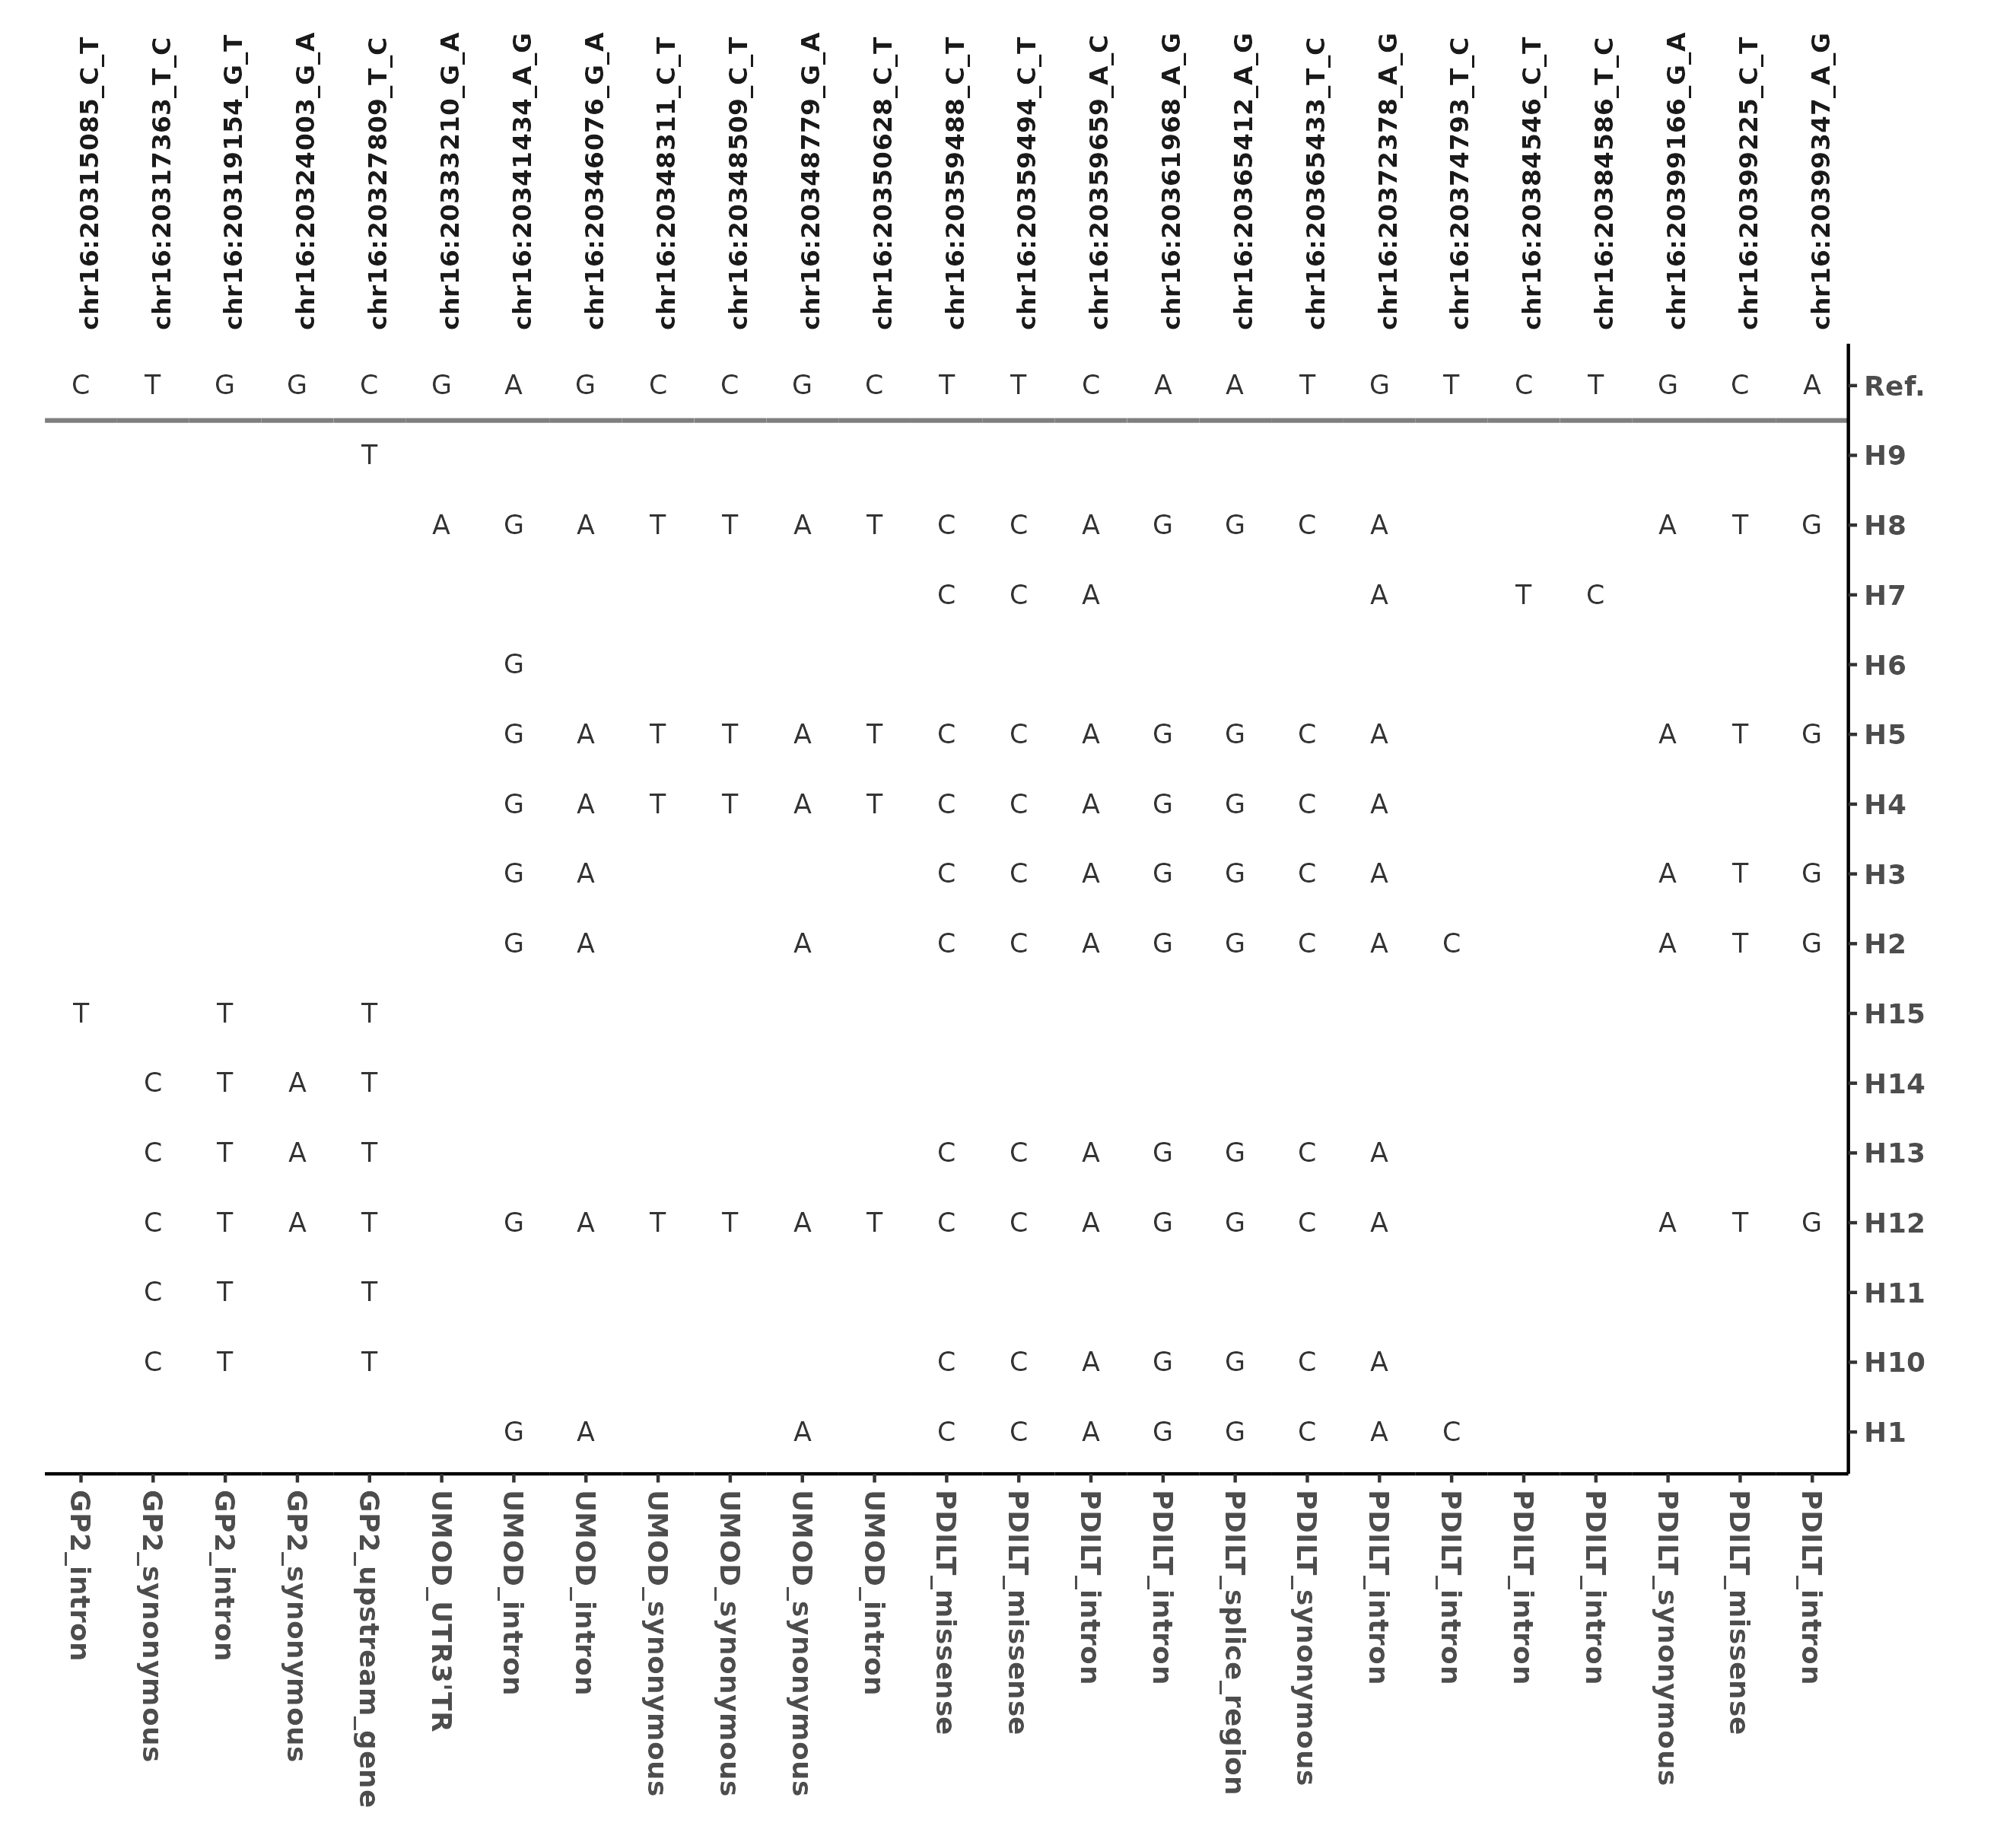 chr16:20315085_C_T chr16:20317363_T_C chr16:20319154_G_T chr16:20324003_G_A chr16:20327809_T_C chr16:20333210_G_A chr16:20341434_A_G chr16:20346076_G_A chr16:20348311_C_T chr16:20348509_C_T chr16:20348779_G_A chr16:20350628_C_T chr16:20359488_C_T chr16:20359494_C_T chr16:20359659_A_C chr16:20361968_A_G chr16:20365412_A_G chr16:20365433_T_C chr16:20372378_A_G chr16:20374793_T_C chr16:20384546_C_T chr16:20384586_T_C chr16:20399166_G_A chr16:20399225_C_T chr16:20399347_A_G
C T G G C G A G C C G C T T C A A T G T C T G C A Ref.
T H9
A G A T T A T C C A G G C A A T G H8
C C A A T C H7
G H6
G A T T A T C C A G G C A A T G H5
G A T T A T C C A G G C A H4
G A C C A G G C A A T G H3
G A A C C A G G C A C A T G H2
T T T H15
C T A T H14
C T A T C C A G G C A H13
C T A T G A T T A T C C A G G C A A T G H12
C T T H11
C T T C C A G G C A H10
G A A C C A G G C A C H1
GP2_intron GP2_synonymous GP2_intron GP2_synonymous GP2_upstream_gene UMOD_UTR3'TR UMOD_intron UMOD_intron UMOD_synonymous UMOD_synonymous UMOD_synonymous UMOD_intron PDILT_missense PDILT_missense PDILT_intron PDILT_intron PDILT_splice_region PDILT_synonymous PDILT_intron PDILT_intron PDILT_intron PDILT_intron PDILT_synonymous PDILT_missense PDILT_intron